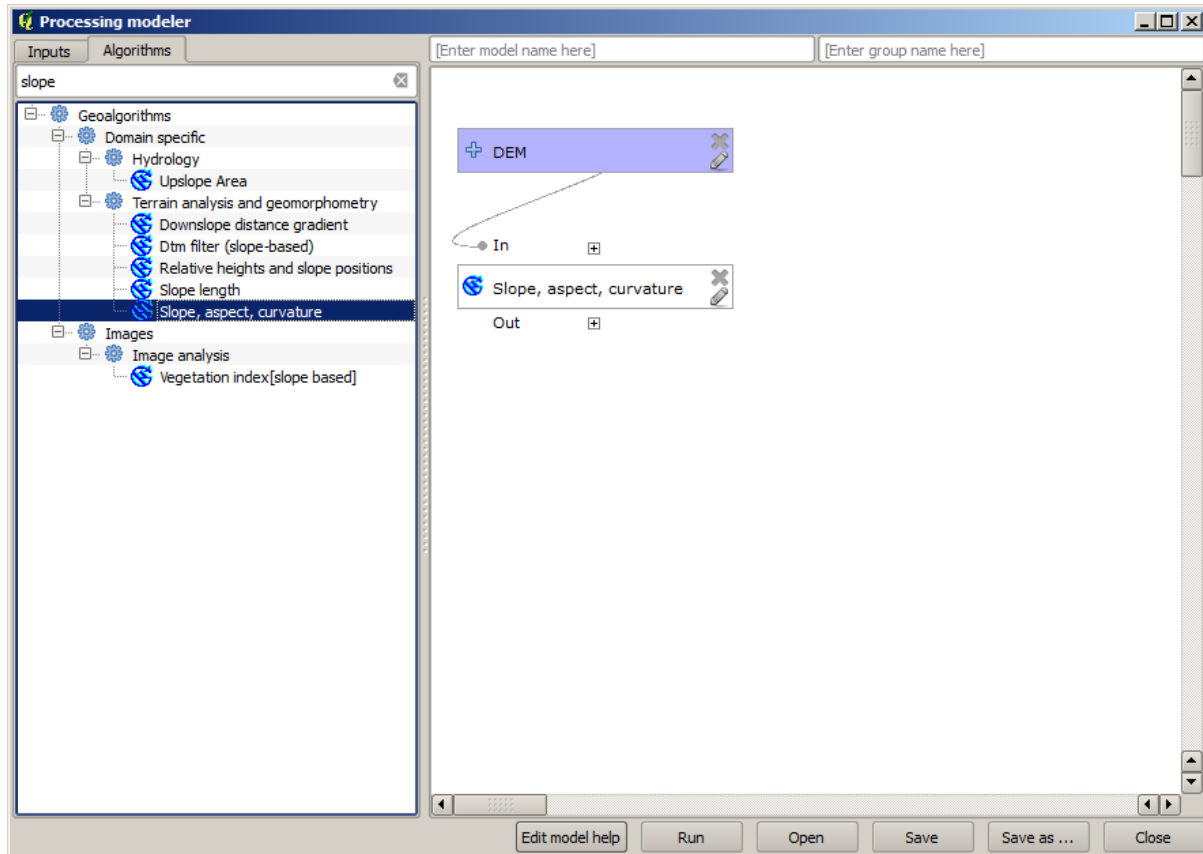 Processing modeler
Inputs Algorithms
[Enter model name here] [Enter group name here]
slope
Geoalgorithms
Domain specific
Hydrology
Upslope Area
Terrain analysis and geomorphometry
Downslope distance gradient
Dtm filter (slope-based)
Relative heights and slope positions
Slope length
Slope, aspect, curvature
Images
Image analysis
Vegetation index[slope based]
DEM
In
Slope, aspect, curvature
Out
Edit model help Run Open Save Save as ... Close